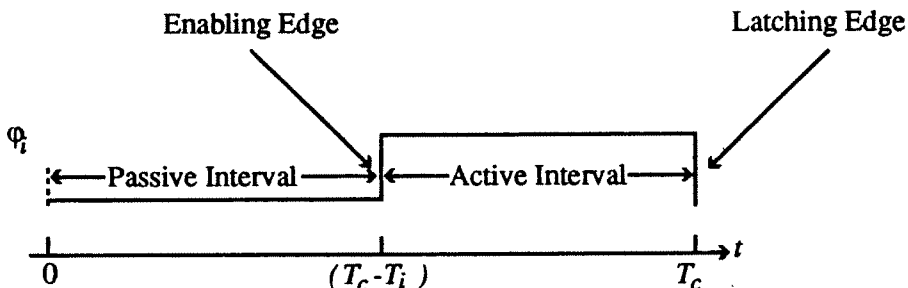 Enabling Edge
Latching Edge
φi
Passive Interval
Active Interval
t
0
(Tc-Ti)
Tc